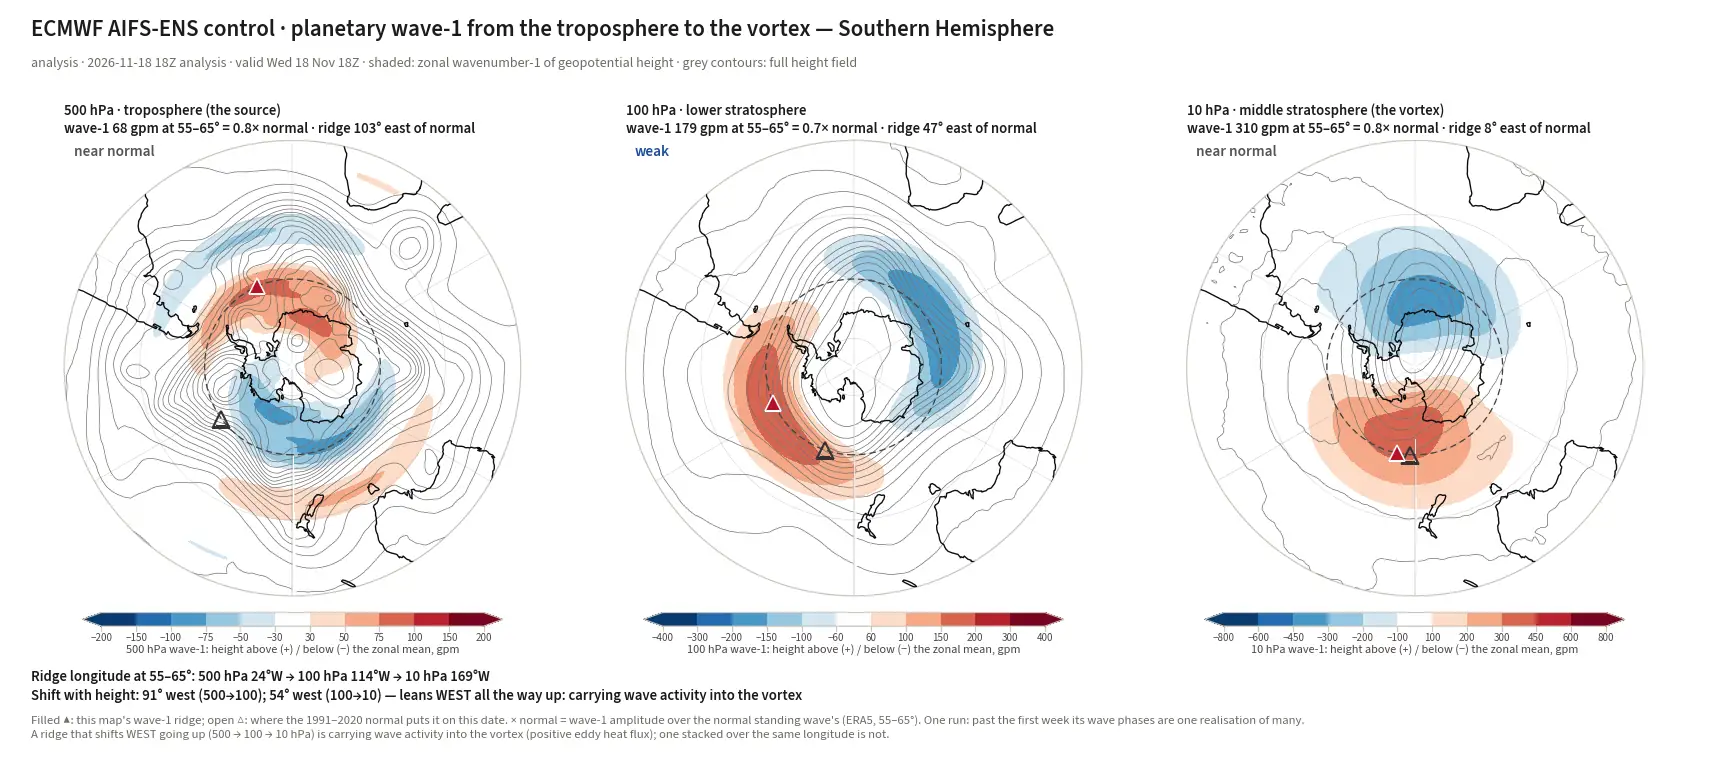 ECMWF AIFS-ENS control · planetary wave-1 from the troposphere to the vortex — Southern Hemisphere
analysis · 2026-11-18 18Z analysis · valid Wed 18 Nov 18Z · shaded: zonal wavenumber-1 of geopotential height · grey contours: full height field
500 hPa · troposphere (the source)
wave-1 68 gpm at 55–65° = 0.8× normal · ridge 103° east of normal
near normal
100 hPa · lower stratosphere
wave-1 179 gpm at 55–65° = 0.7× normal · ridge 47° east of normal
weak
10 hPa · middle stratosphere (the vortex)
wave-1 310 gpm at 55–65° = 0.8× normal · ridge 8° east of normal
near normal
−200 −150 −100 −75 −50 −30 30 50 75 100 150 200
500 hPa wave-1: height above (+) / below (−) the zonal mean, gpm
−400 −300 −200 −150 −100 −60 60 100 150 200 300 400
100 hPa wave-1: height above (+) / below (−) the zonal mean, gpm
−800 −600 −450 −300 −200 −100 100 200 300 450 600 800
10 hPa wave-1: height above (+) / below (−) the zonal mean, gpm
Ridge longitude at 55–65°: 500 hPa 24°W → 100 hPa 114°W → 10 hPa 169°W
Shift with height: 91° west (500→100); 54° west (100→10) — leans WEST all the way up: carrying wave activity into the vortex
Filled ▲: this map's wave-1 ridge; open △: where the 1991–2020 normal puts it on this date. × normal = wave-1 amplitude over the normal standing wave's (ERA5, 55–65°). One run: past the first week its wave phases are one realisation of many.
A ridge that shifts WEST going up (500 → 100 → 10 hPa) is carrying wave activity into the vortex (positive eddy heat flux); one stacked over the same longitude is not.